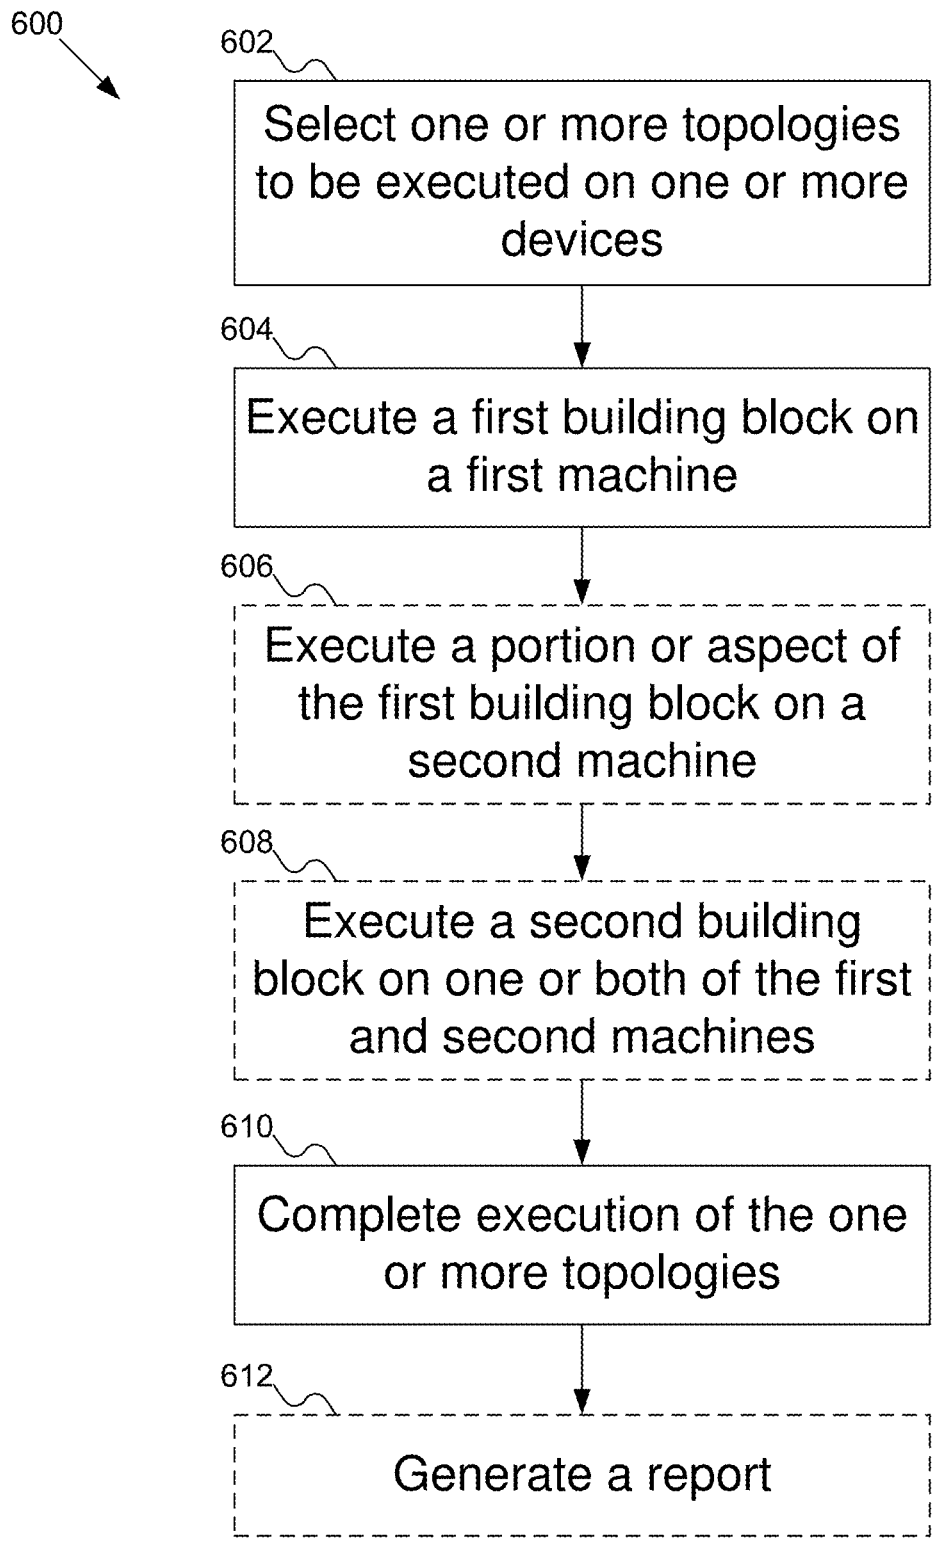 600
602
Select one or more topologies
to be executed on one or more
devices
604
Execute a first building block on
a first machine
606
Execute a portion or aspect of
the first building block on a
second machine
608
Execute a second building
block on one or both of the first
and second machines
610
Complete execution of the one
or more topologies
612
Generate a report